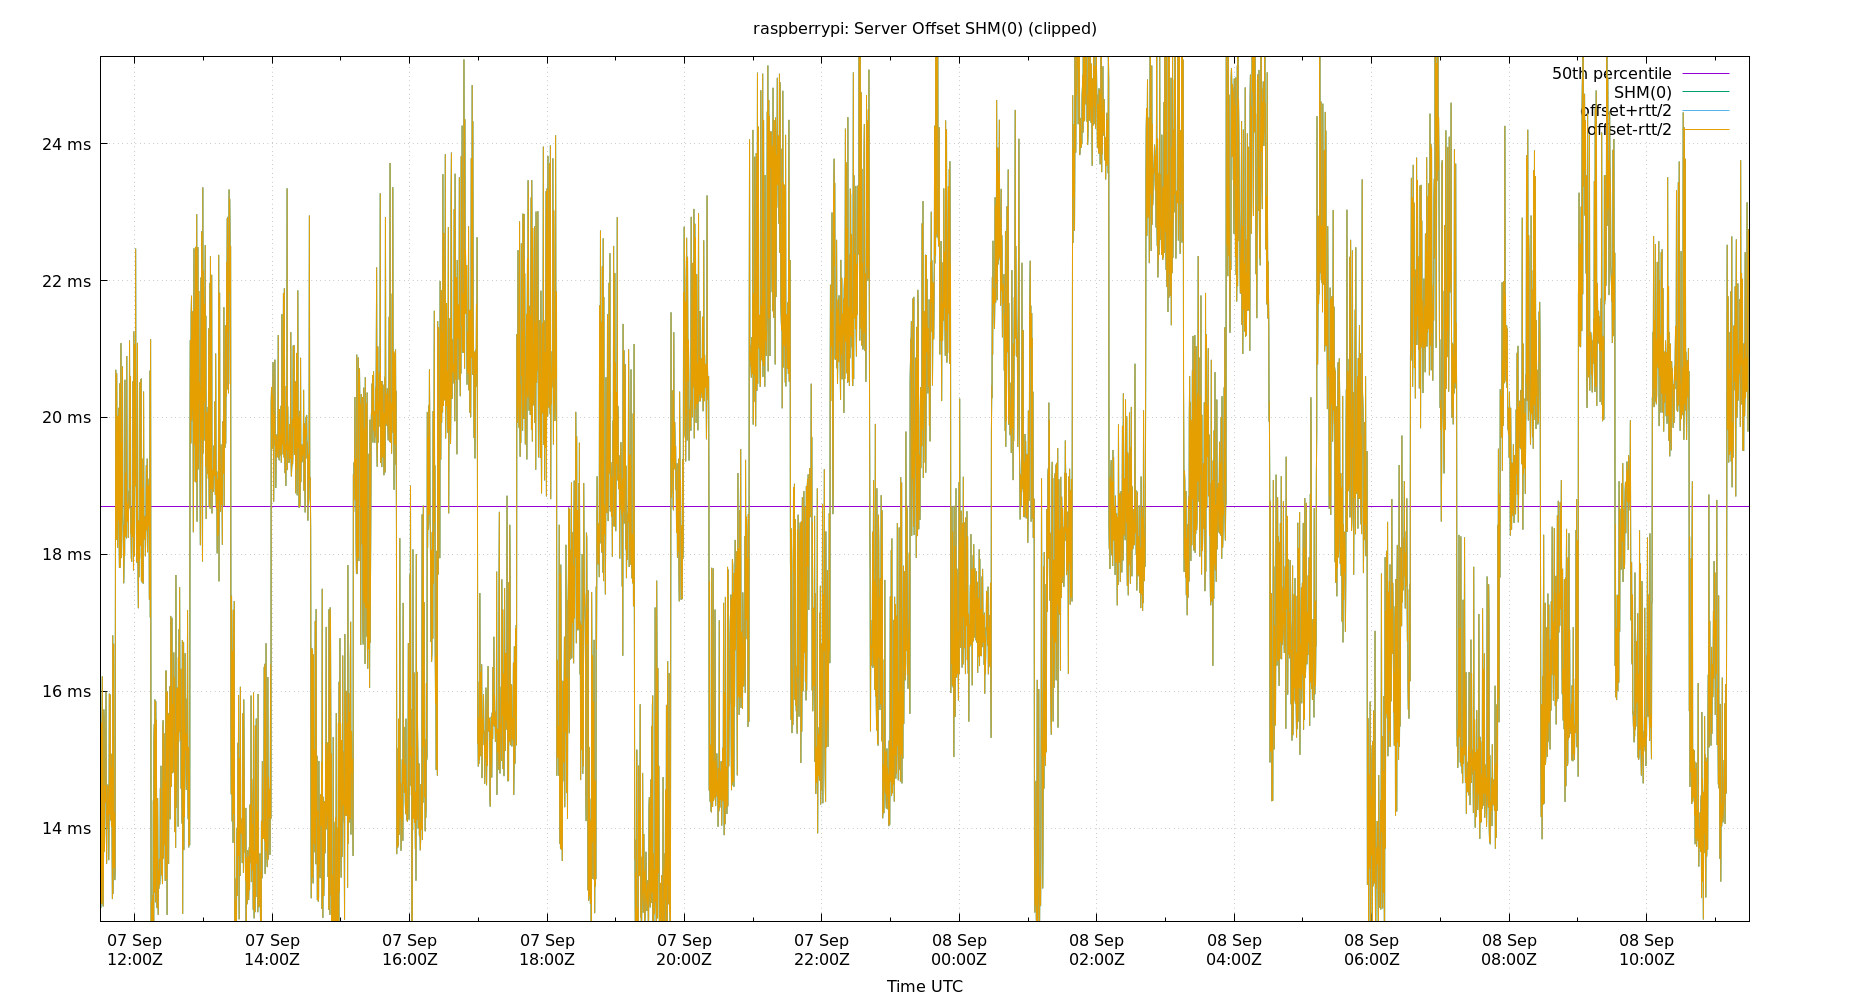 raspberrypi: Server Offset SHM(0) (clipped)
50th percentile
SHM(0)
offset+rtt/2
offset-rtt/2
24 ms
22 ms
20 ms
18 ms
16 ms
14 ms
07 Sep 07 Sep 07 Sep 07 Sep 07 Sep 07 Sep 08 Sep 08 Sep 08 Sep 08 Sep 08 Sep 08 Sep
12:00Z 14:00Z 16:00Z 18:00Z 20:00Z 22:00Z 00:00Z 02:00Z 04:00Z 06:00Z 08:00Z 10:00Z
Time UTC